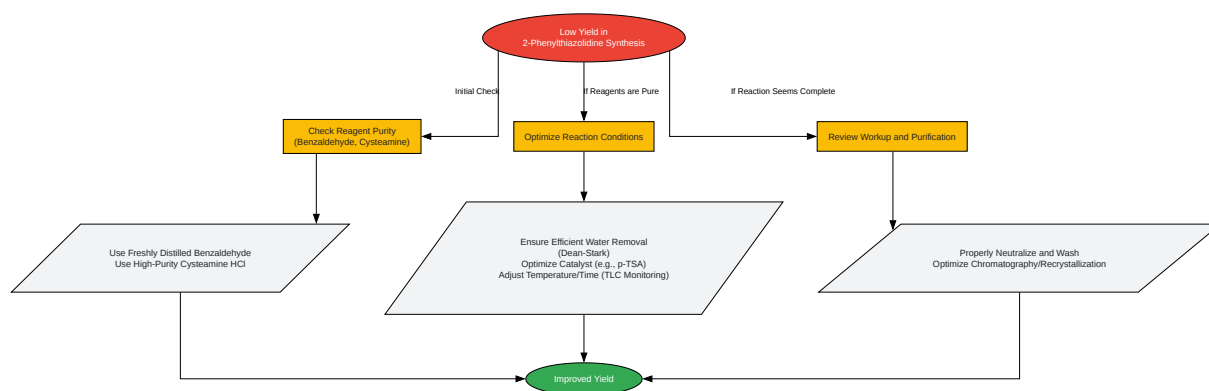 Low Yield in
2-Phenylthiazolidine Synthesis
Initial Check
If Reagents are Pure
If Reaction Seems Complete
Check Reagent Purity
(Benzaldehyde, Cysteamine)
Optimize Reaction Conditions
Review Workup and Purification
Use Freshly Distilled Benzaldehyde
Use High-Purity Cysteamine HCl
Ensure Efficient Water Removal
(Dean-Stark)
Optimize Catalyst (e.g., p-TSA)
Adjust Temperature/Time (TLC Monitoring)
Properly Neutralize and Wash
Optimize Chromatography/Recrystallization
Improved Yield